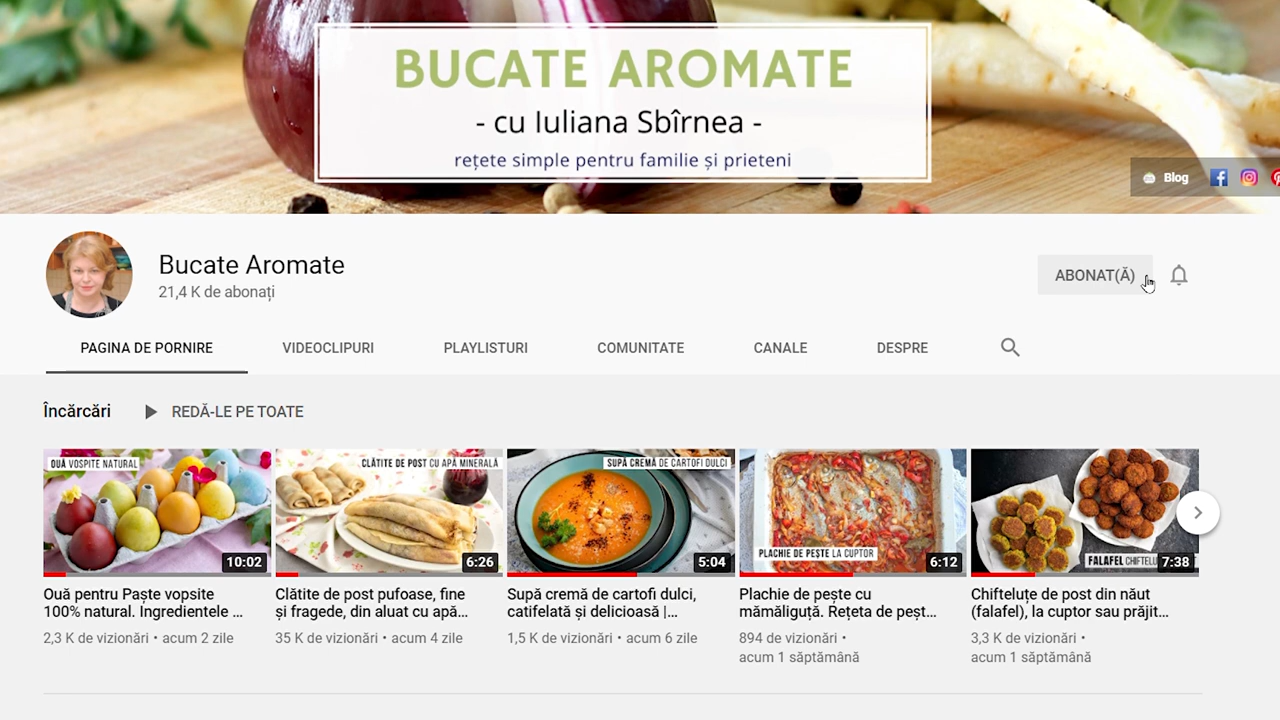 BUCATE AROMATE
- cu Iuliana Sbîrnea -
rețete simple pentru familie și prieteni
Blog
Bucate Aromate
21,4 K de abonați
ABONAT(Ă)
PAGINA DE PORNIRE VIDEOCLIPURI PLAYLISTURI COMUNITATE CANALE DESPRE
Încărcări REDĂ-LE PE TOATE
OUĂ VOSPITE NATURAL
10:02
Ouă pentru Paște vopsite
100% natural. Ingredientele ...
2,3 K de vizionări • acum 2 zile
CLĂTITE DE POST CU APĂ MINERALĂ
6:26
Clătite de post pufoase, fine
și fragede, din aluat cu apă...
35 K de vizionări • acum 4 zile
SUPĂ CREMĂ DE CARTOFI DULCI
5:04
Supă cremă de cartofi dulci,
catifelată și delicioasă |...
1,5 K de vizionări • acum 6 zile
PLACHIE DE PEȘTE LA CUPTOR
6:12
Plachie de pește cu
mămăliguță. Rețeta de pești...
894 de vizionări •
acum 1 săptămână
FALAFEL CHIFTELU
7:38
Chifteluțe de post din năut
(falafel), la cuptor sau prăjit...
3,3 K de vizionări •
acum 1 săptămână